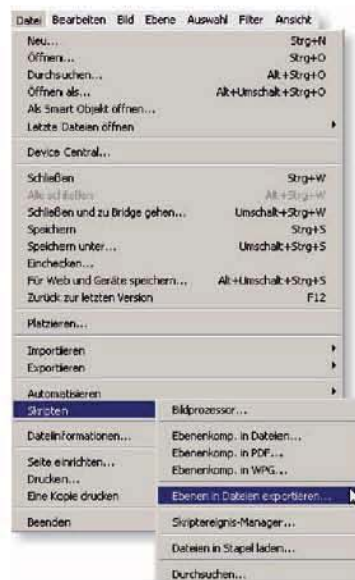 Datei Bearbeiten Bild Ebene Auswahl Filter Ansicht
Neu... Strg+N
Öffnen... Strg+O
Durchsuchen... Alt+Strg+O
Öffnen als... Alt+Umschalt+Strg+O
Als Smart Objekt öffnen...
Letzte Dateien öffnen
Device Central...
Schließen Strg+W
Alle schließen Alt+Strg+W
Schließen und zu Bridge gehen... Umschalt+Strg+W
Speichern Strg+S
Speichern unter... Umschalt+Strg+S
Einchecken...
Für Web und Geräte speichern... Alt+Umschalt+Strg+S
Zurück zur letzten Version F12
Platzieren...
Importieren
Exportieren
Automatisieren
Skripten
Dateiinformationen...
Seite einrichten...
Drucken...
Eine Kopie drucken
Beenden
Bildprozessor...
Ebenenkomp. in Dateien...
Ebenenkomp. in PDF...
Ebenenkomp. in WPG...
Ebenen in Dateien exportieren...
Skriptereignis-Manager...
Dateien in Stapel laden...
Durchsuchen...